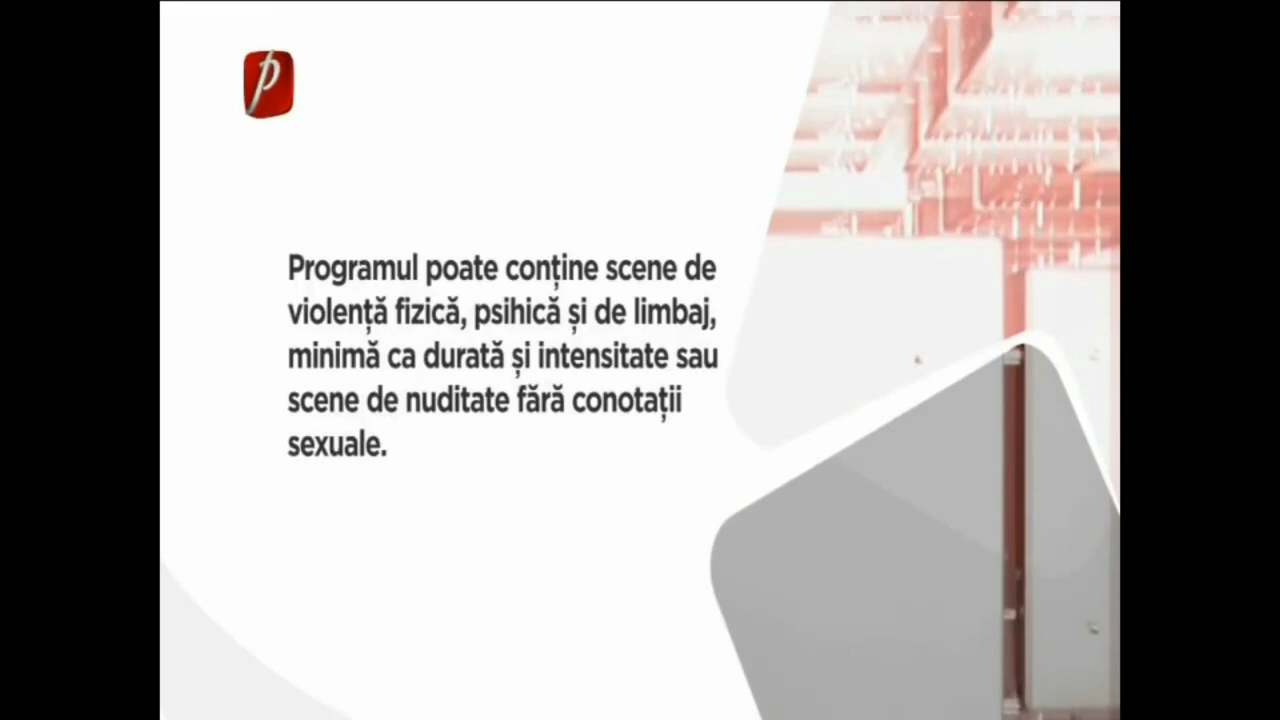 p
Programul poate conține scene de
violență fizică, psihică și de limbaj,
minimă ca durată și intensitate sau
scene de nuditate fără conotații
sexuale.